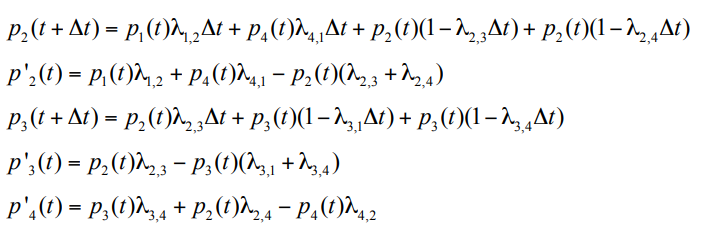 p₂(t + Δt) = p₁(t)λ₁,₂Δt + p₄(t)λ₄,₁Δt + p₂(t)(1 − λ₂,₃Δt) + p₂(t)(1 − λ₂,₄Δt)
p'₂(t) = p₁(t)λ₁,₂ + p₄(t)λ₄,₁ − p₂(t)(λ₂,₃ + λ₂,₄)
p₃(t + Δt) = p₂(t)λ₂,₃Δt + p₃(t)(1 − λ₃,₁Δt) + p₃(t)(1 − λ₃,₄Δt)
p'₃(t) = p₂(t)λ₂,₃ − p₃(t)(λ₃,₁ + λ₃,₄)
p'₄(t) = p₃(t)λ₃,₄ + p₂(t)λ₂,₄ − p₄(t)λ₄,₂